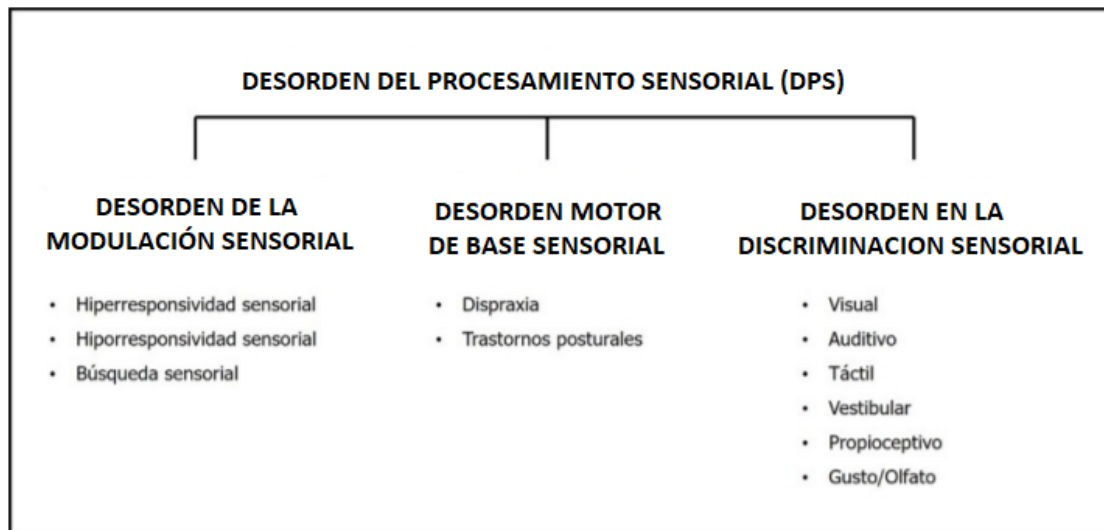 DESORDEN DEL PROCESAMIENTO SENSORIAL (DPS)
DESORDEN DE LA
MODULACIÓN SENSORIAL
• Hiperresponsividad sensorial
• Hiporresponsividad sensorial
• Búsqueda sensorial
DESORDEN MOTOR
DE BASE SENSORIAL
• Dispraxia
• Trastornos posturales
DESORDEN EN LA
DISCRIMINACION SENSORIAL
• Visual
• Auditivo
• Táctil
• Vestibular
• Propioceptivo
• Gusto/Olfato